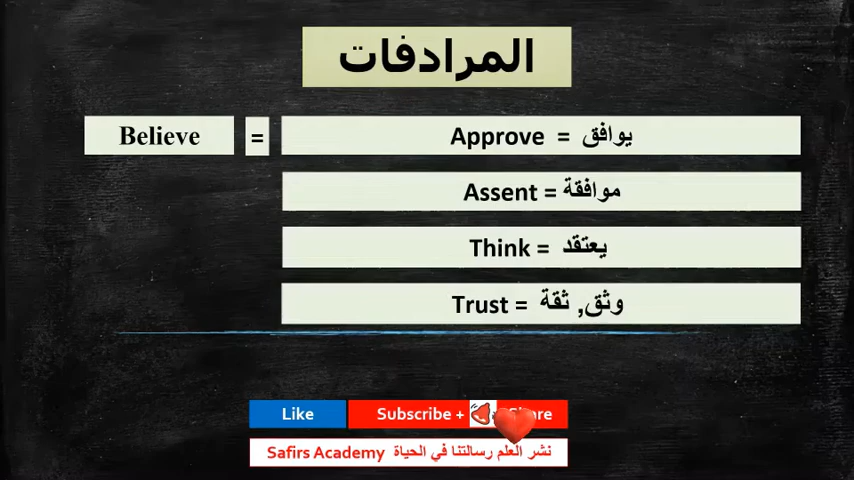 المرادفات
Believe = Approve = يوافق
Assent = موافقة
Think = يعتقد
Trust = وثق, ثقة
Like Subscribe + Share
Safirs Academy نشر العلم رسالتنا في الحياة